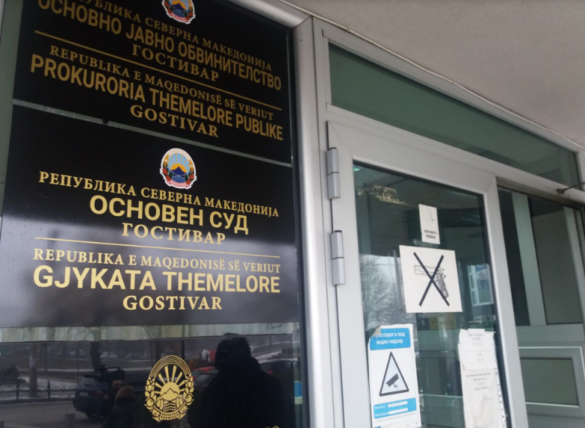 РЕПУБЛИКА СЕВЕРНА МАКЕДОНИЈА
ОСНОВНО ЈАВНО ОБВИНИТЕЛСТВО
ГОСТИВАР
REPUBLIKA E MAQEDONISË SË VERIUT
PROKURORIA THEMELORE PUBLIKE
GOSTIVAR
РЕПУБЛИКА СЕВЕРНА МАКЕДОНИЈА
ОСНОВЕН СУД
ГОСТИВАР
REPUBLIKA E MAQEDONISË SË VERIUT
GJYKATA THEMELORE
GOSTIVAR